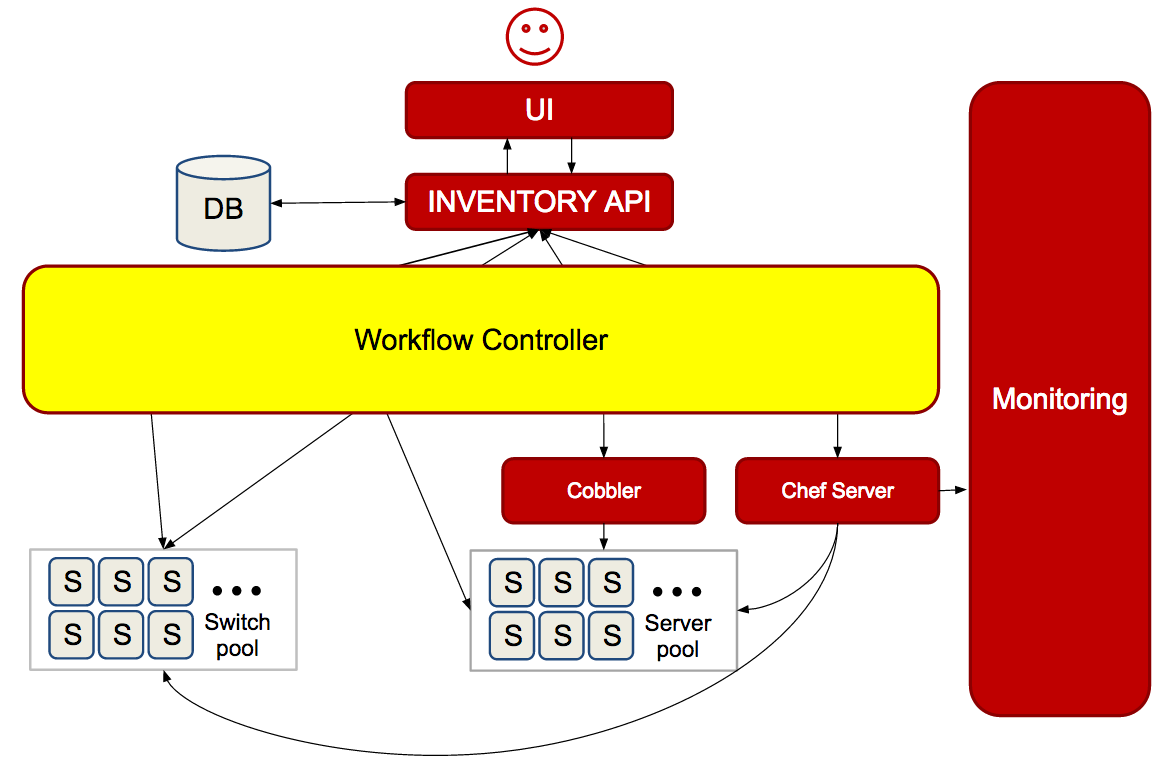 UI
DB
INVENTORY API
Workflow Controller
Monitoring
Cobbler
Chef Server
S S S
S S S
Switch
pool
S S S
S S S
Server
pool